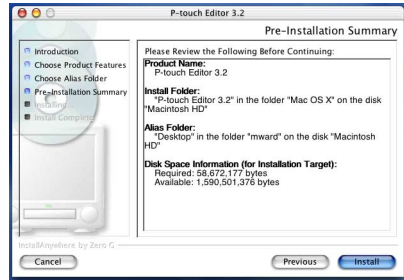 P-touch Editor 3.2
Pre-Installation Summary
Introduction
Choose Product Features
Choose Alias Folder
Pre-Installation Summary
Installing...
Install Complete
Please Review the Following Before Continuing:
Product Name:
P-touch Editor 3.2
Install Folder:
"P-touch Editor 3.2" in the folder "Mac OS X" on the disk
"Macintosh HD"
Alias Folder:
"Desktop" in the folder "mward" on the disk "Macintosh
HD"
Disk Space Information (for Installation Target):
Required: 58,672,177 bytes
Available: 1,590,501,376 bytes
InstallAnywhere by Zero G
Cancel
Previous
Install